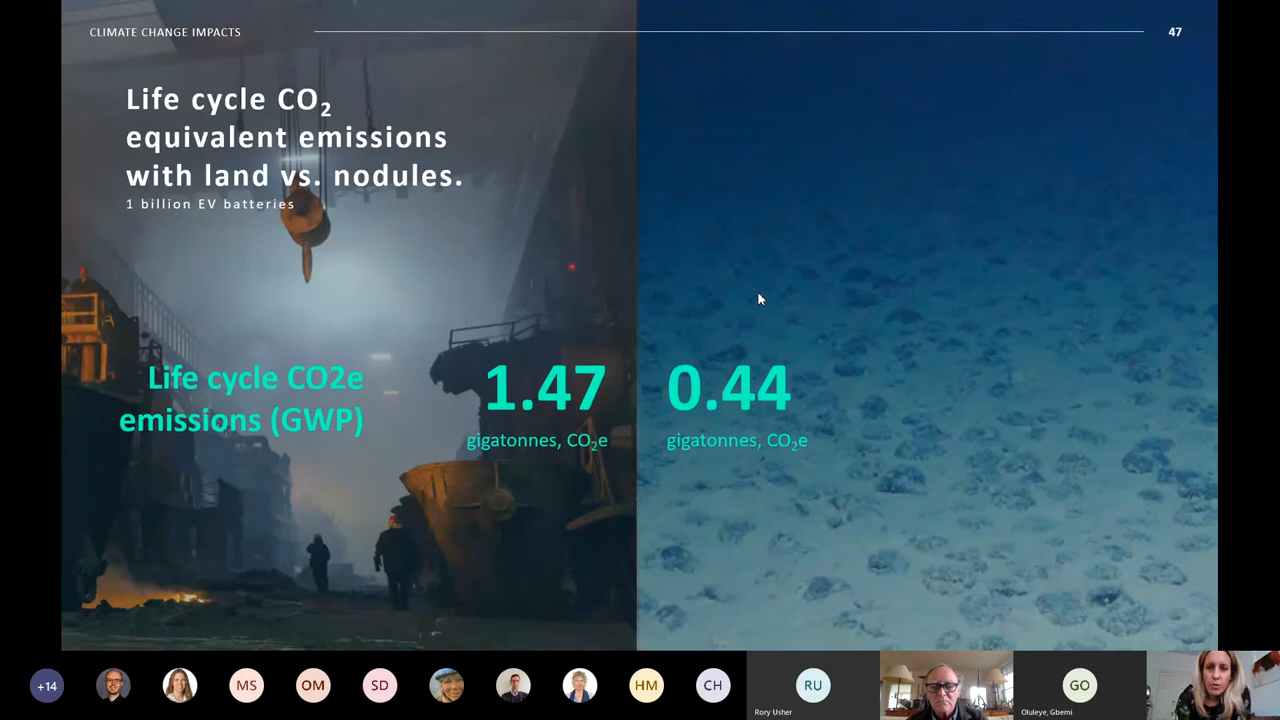 CLIMATE CHANGE IMPACTS
47
Life cycle CO₂
equivalent emissions
with land vs. nodules.
1 billion EV batteries
Life cycle CO2e
emissions (GWP)
1.47
gigatonnes, CO₂e
0.44
gigatonnes, CO₂e
+14
MS
OM
SD
HM
CH
RU
Rory Usher
GO
Oluleye, Gbemi